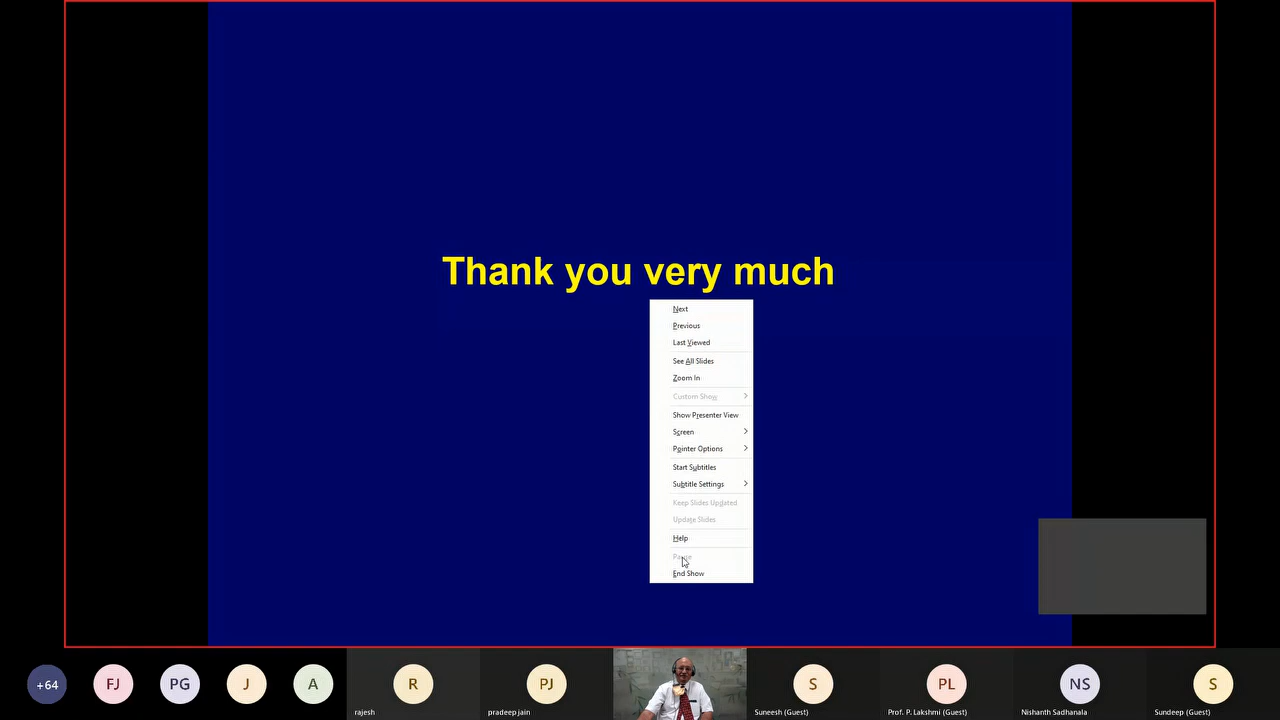 Thank you very much
Next
Previous
Last Viewed
See All Slides
Zoom In
Custom Show
Show Presenter View
Screen
Pointer Options
Start Subtitles
Subtitle Settings
Keep Slides Updated
Update Slides
Help
Pause
End Show
+64
FJ
PG
J
A
R
PJ
S
PL
NS
S
rajesh
pradeep jain
Suneesh (Guest)
Prof. P. Lakshmi (Guest)
Nishanth Sadhanala
Sundeep (Guest)